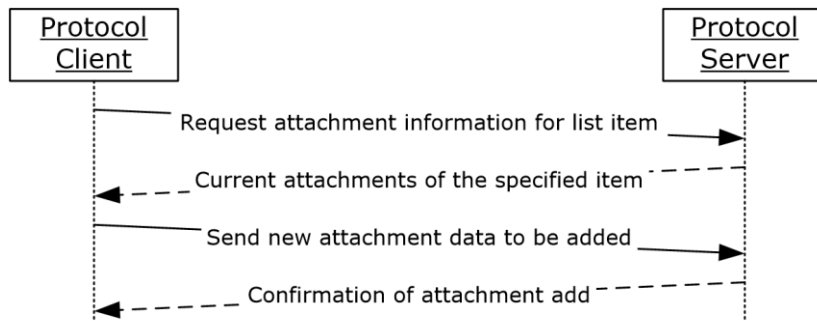 Protocol
Client
Protocol
Server
Request attachment information for list item
Current attachments of the specified item
Send new attachment data to be added
Confirmation of attachment add